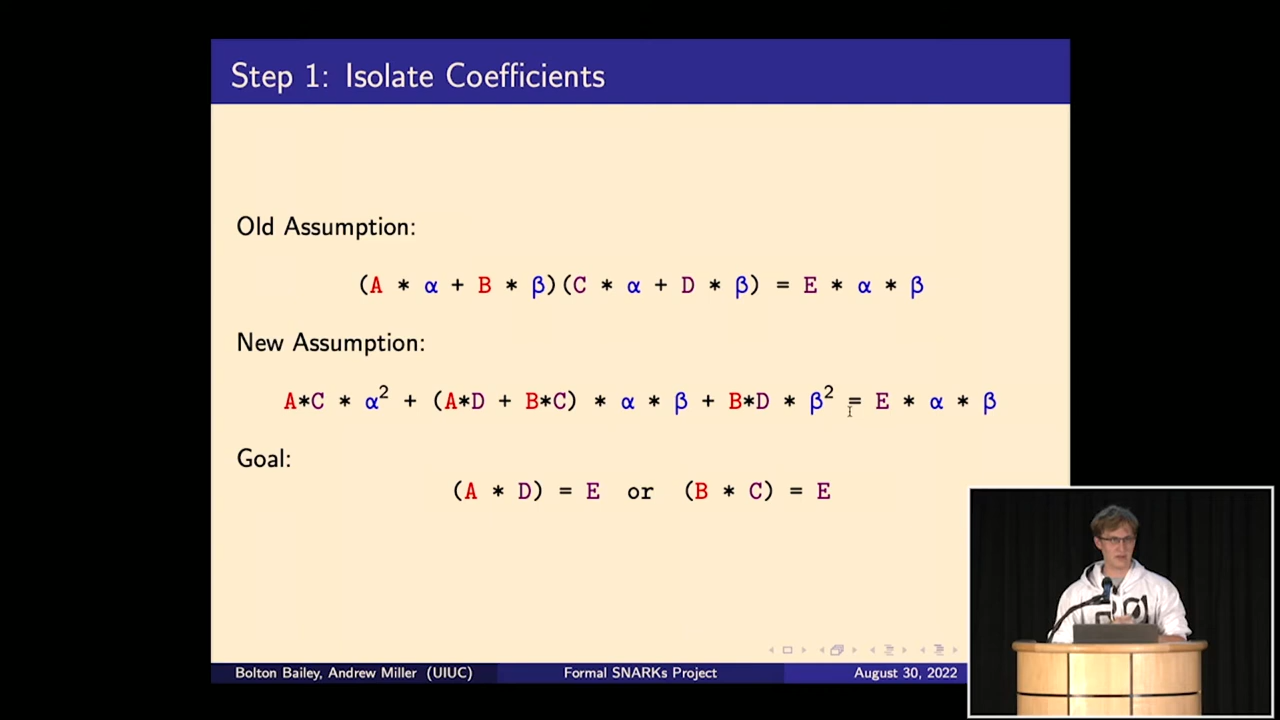 Step 1: Isolate Coefficients
Old Assumption:
(A * α + B * β)(C * α + D * β) = E * α * β
New Assumption:
A*C * α² + (A*D + B*C) * α * β + B*D * β² = E * α * β
Goal:
(A * D) = E or (B * C) = E
Bolton Bailey, Andrew Miller (UIUC) Formal SNARKs Project August 30, 2022